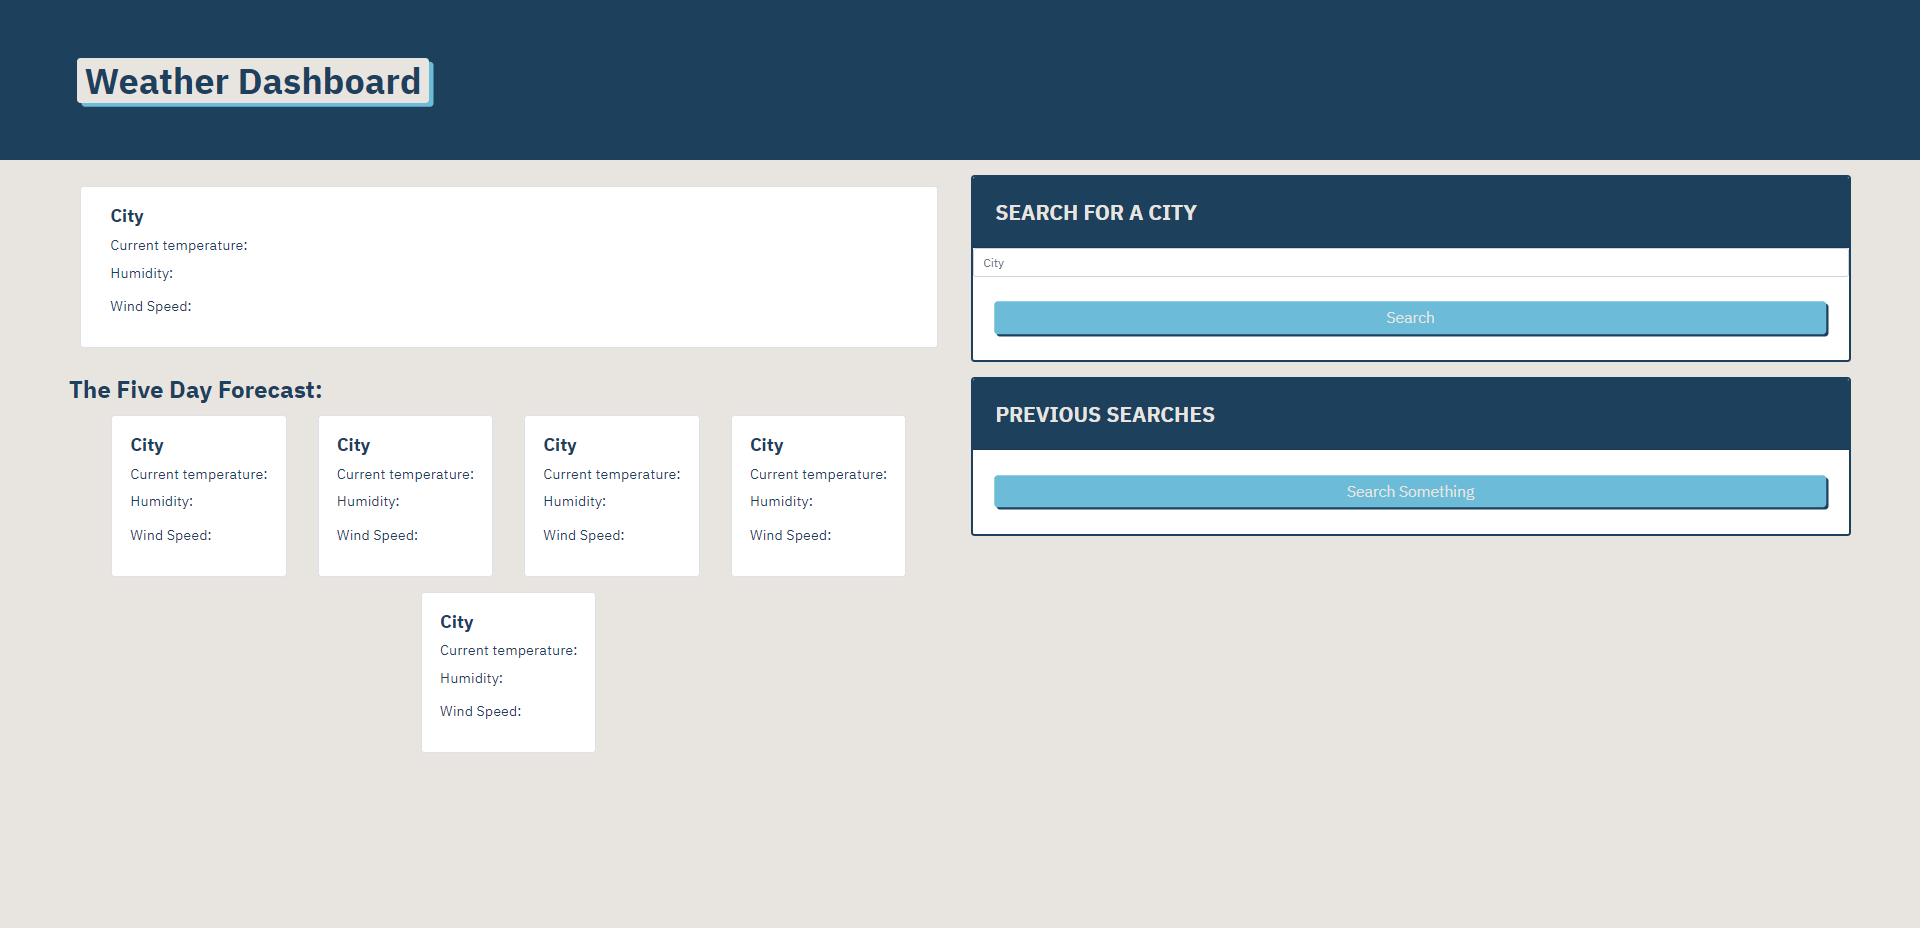 Weather Dashboard
City
Current temperature:
Humidity:
Wind Speed:
The Five Day Forecast:
City
Current temperature:
Humidity:
Wind Speed:
City
Current temperature:
Humidity:
Wind Speed:
City
Current temperature:
Humidity:
Wind Speed:
City
Current temperature:
Humidity:
Wind Speed:
City
Current temperature:
Humidity:
Wind Speed:
SEARCH FOR A CITY
City
Search
PREVIOUS SEARCHES
Search Something